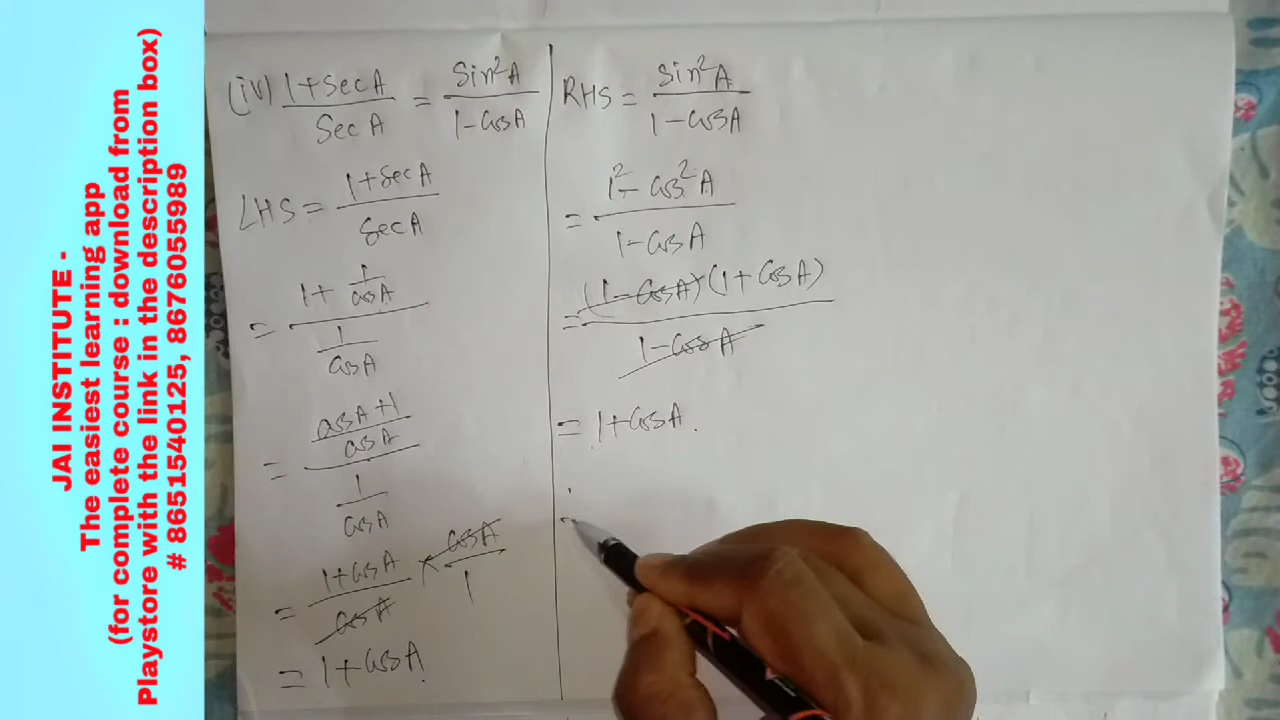 JAI INSTITUTE -
The easiest learning app
(for complete course : download from
Playstore with the link in the description box)
# 8651540125, 8676055989
(iv) (1+SecA)/(SecA) = (Sin²A)/(1-CosA)
LHS = (1+SecA)/(SecA)
= (1 + 1/CosA)/(1/CosA)
= ((CosA+1)/CosA)/(1/CosA)
= (1+CosA)/(CosA) × (CosA)/1
= 1+CosA.
RHS = (Sin²A)/(1-CosA)
= (1²-Cos²A)/(1-CosA)
= ((1-CosA)(1+CosA))/(1-CosA)
= 1+CosA.